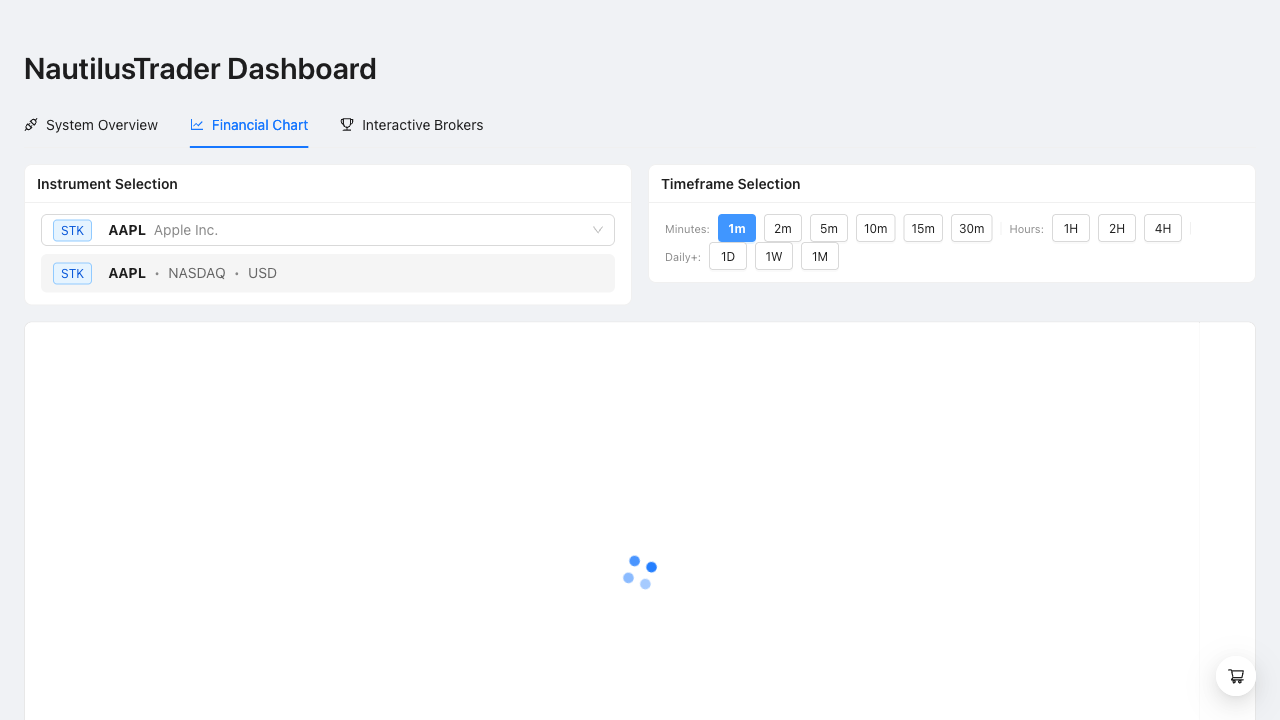 NautilusTrader Dashboard
System Overview
Financial Chart
Interactive Brokers
Instrument Selection
STK AAPL Apple Inc.
STK AAPL • NASDAQ • USD
Timeframe Selection
Minutes: 1m 2m 5m 10m 15m 30m Hours: 1H 2H 4H
Daily+: 1D 1W 1M